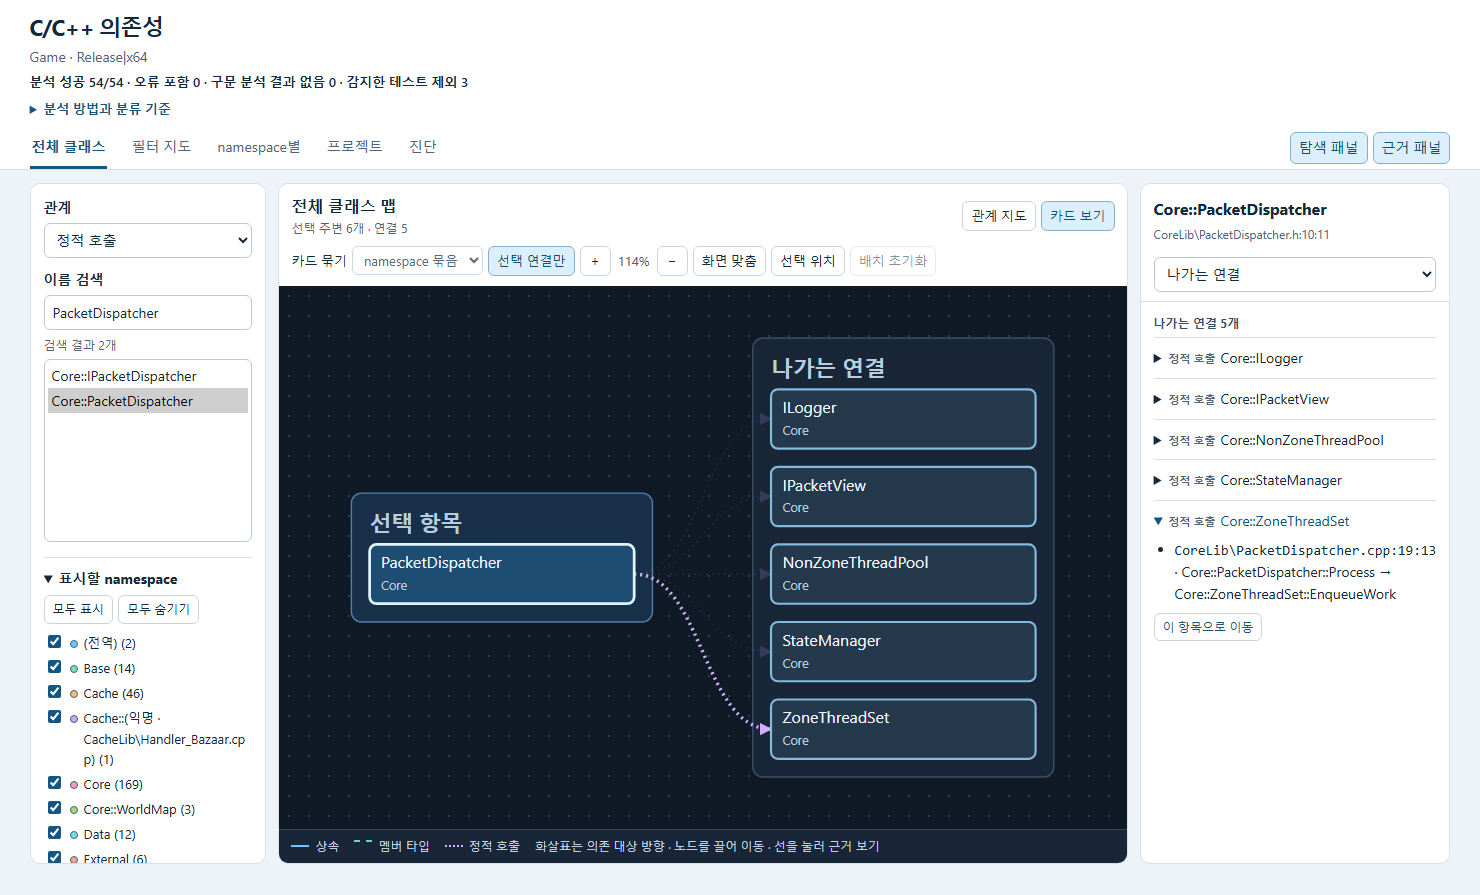 C/C++ 의존성
Game · Release|x64
분석 성공 54/54 · 오류 포함 0 · 구문 분석 결과 없음 0 · 감지한 테스트 제외 3
▶ 분석 방법과 분류 기준
전체 클래스
필터 지도
namespace별
프로젝트
진단
탐색 패널
근거 패널
관계
정적 호출
이름 검색
PacketDispatcher
검색 결과 2개
Core::IPacketDispatcher
Core::PacketDispatcher
▼ 표시할 namespace
모두 표시
모두 숨기기
(전역) (2)
Base (14)
Cache (46)
Cache::(익명 ·
CacheLib\Handler_Bazaar.cp
p) (1)
Core (169)
Core::WorldMap (3)
Data (12)
External (6)
전체 클래스 맵
선택 주변 6개 · 연결 5
관계 지도
카드 보기
카드 묶기
namespace 묶음
선택 연결만
+
114%
−
화면 맞춤
선택 위치
배치 초기화
선택 항목
PacketDispatcher
Core
나가는 연결
ILogger
Core
IPacketView
Core
NonZoneThreadPool
Core
StateManager
Core
ZoneThreadSet
Core
상속
멤버 타입
정적 호출
화살표는 의존 대상 방향 · 노드를 끌어 이동 · 선을 눌러 근거 보기
Core::PacketDispatcher
CoreLib\PacketDispatcher.h:10:11
나가는 연결
나가는 연결 5개
▶ 정적 호출 Core::ILogger
▶ 정적 호출 Core::IPacketView
▶ 정적 호출 Core::NonZoneThreadPool
▶ 정적 호출 Core::StateManager
▼ 정적 호출 Core::ZoneThreadSet
• CoreLib\PacketDispatcher.cpp:19:13
· Core::PacketDispatcher::Process →
Core::ZoneThreadSet::EnqueueWork
이 항목으로 이동